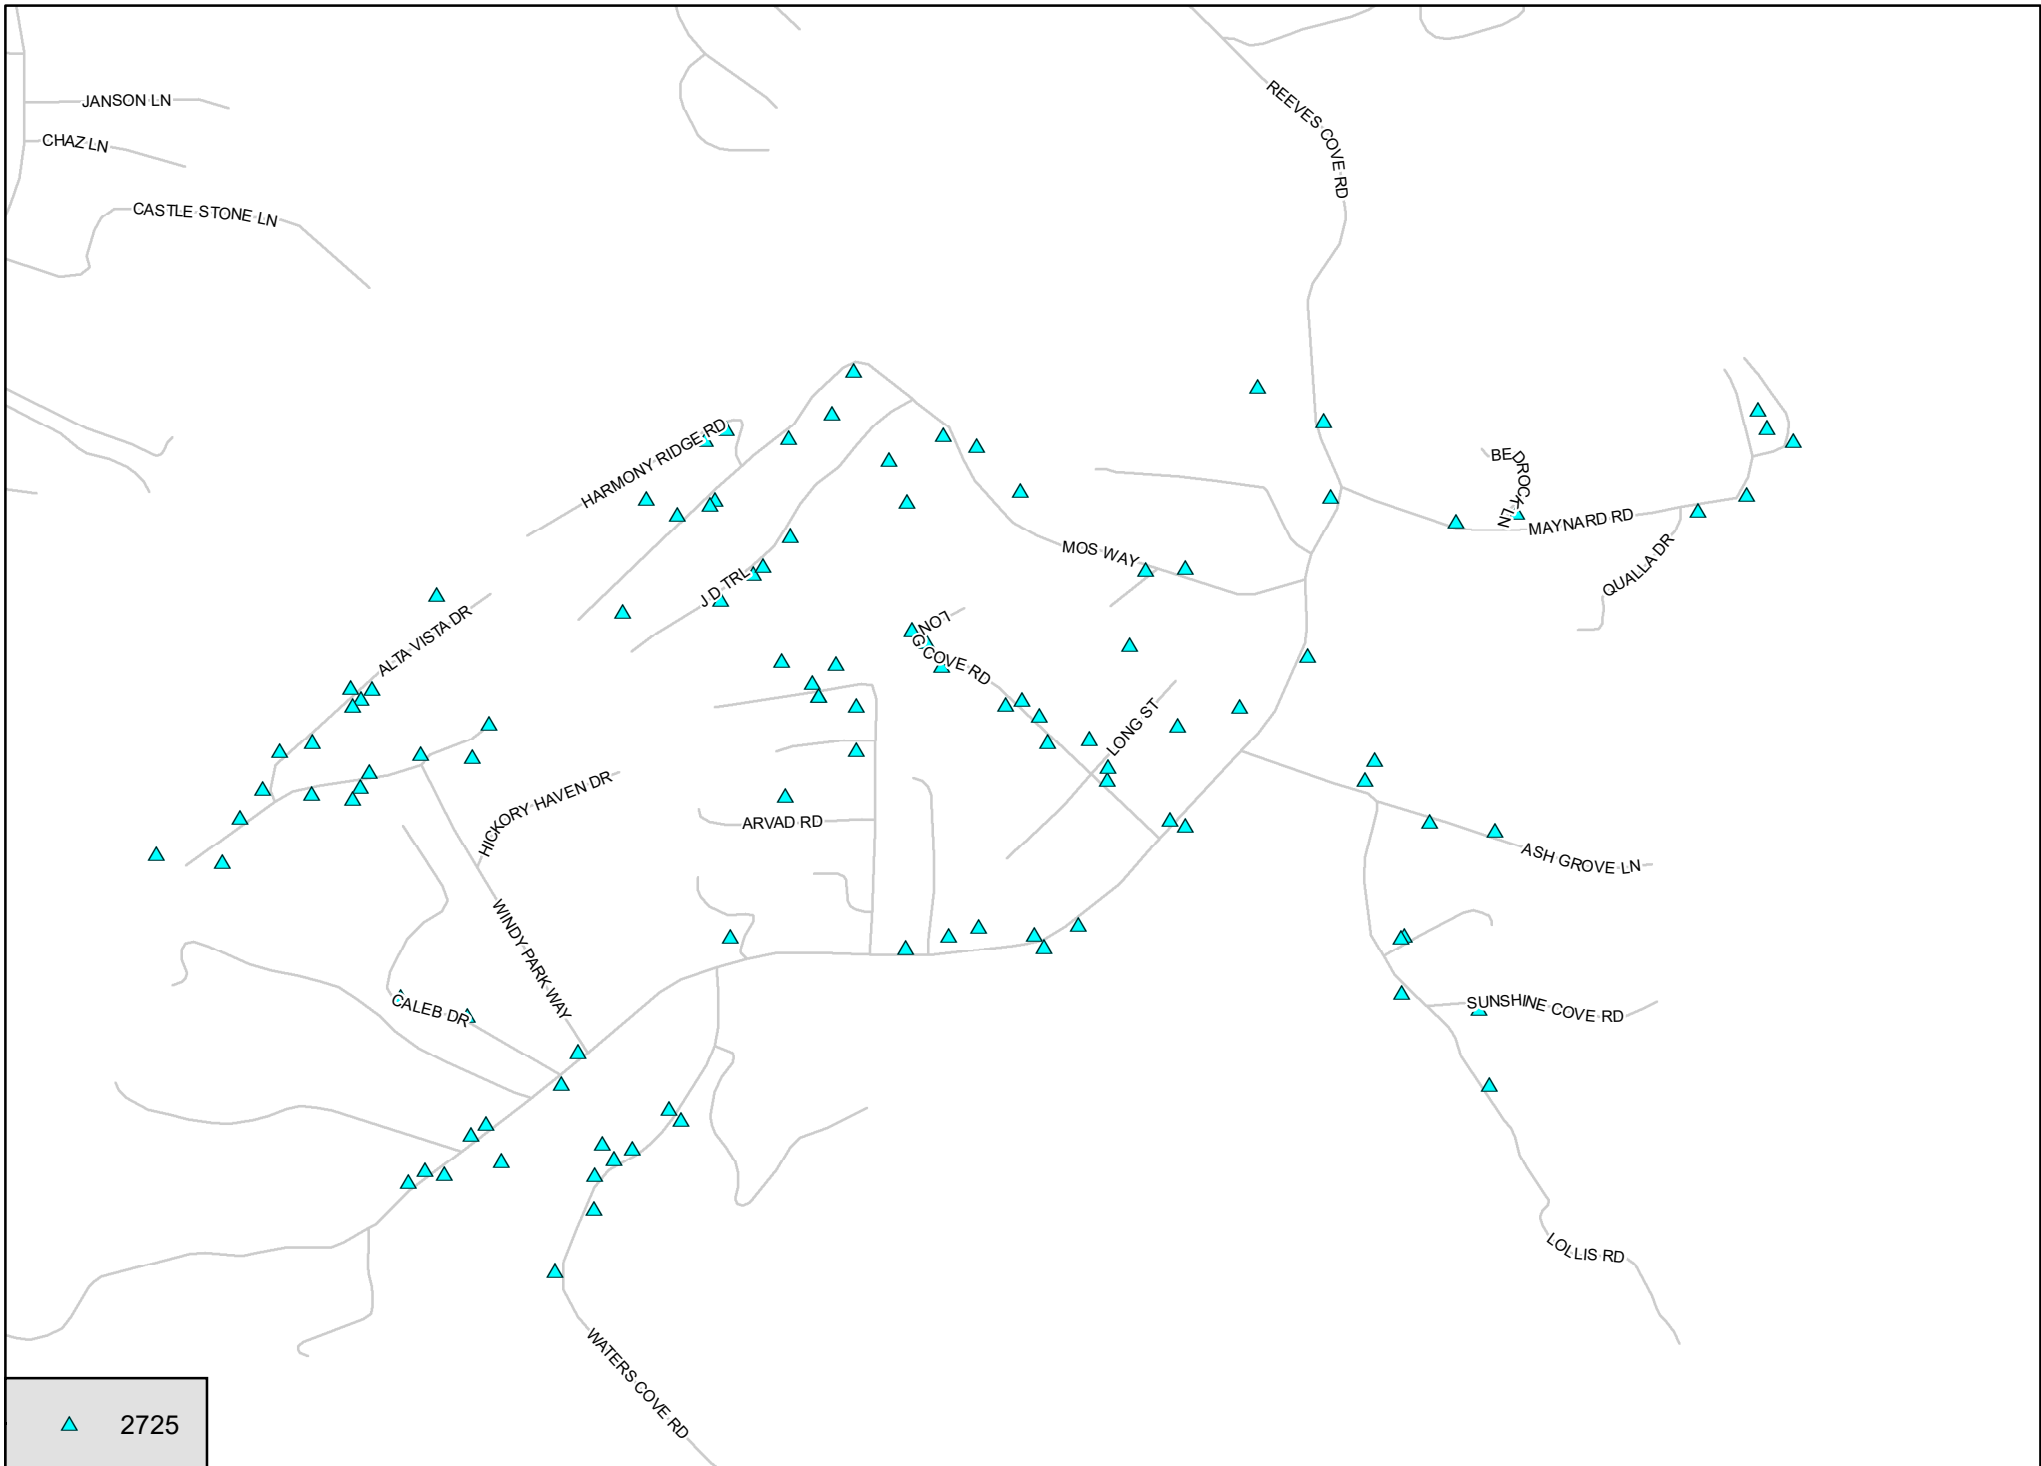 JANSON LN
CHAZ LN
CASTLE STONE LN
REEVES COVE RD
HARMONY RIDGE RD
BEDROCK LN
MAYNARD RD
MOS WAY
QUALLA DR
J D TRL
ALTA VISTA DR
LONG COVE RD
LONG ST
HICKORY HAVEN DR
ARVAD RD
ASH GROVE LN
WINDY PARK WAY
CALEB DR
SUNSHINE COVE RD
LOLLIS RD
WATERS COVE RD
2725